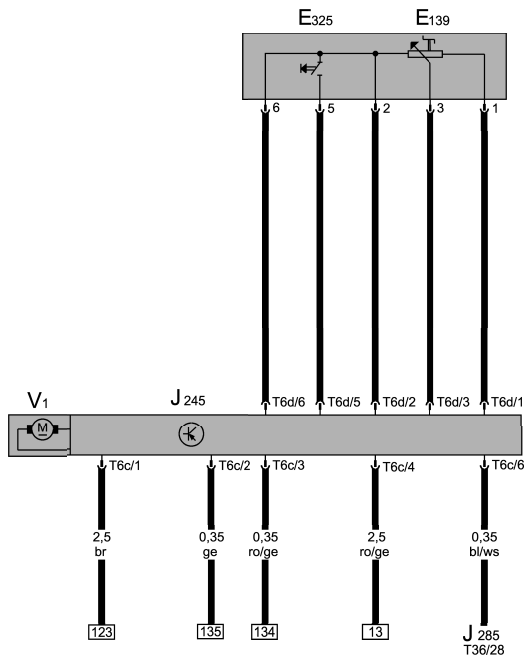 E325 E139
6 5 2 3 1
T6d/6 T6d/5 T6d/2 T6d/3 T6d/1
V1 J 245
M
T6c/1 T6c/2 T6c/3 T6c/4 T6c/6
2,5 0,35 0,35 2,5 0,35
br ge ro/ge ro/ge bl/ws
123 135 134 13 J 285
T36/28